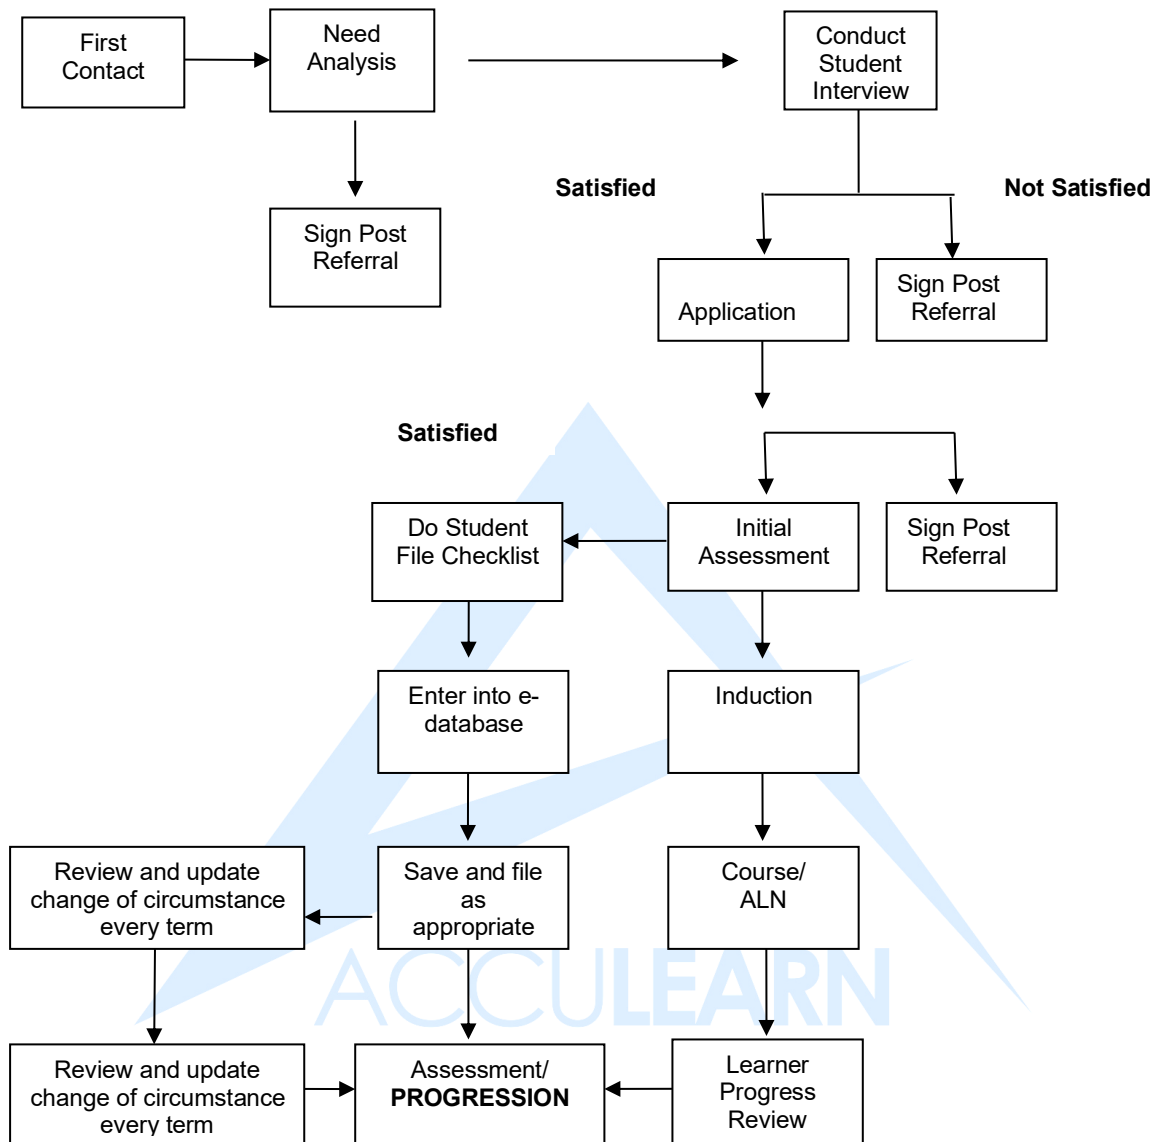 First
Contact
Need
Analysis
Conduct
Student
Interview
Satisfied
Not Satisfied
Sign Post
Referral
Application
Sign Post
Referral
Satisfied
Do Student
File Checklist
Initial
Assessment
Sign Post
Referral
Enter into e-
database
Induction
Review and update
change of circumstance
every term
Save and file
as
appropriate
Course/
ALN
ACCULEARN
Review and update
change of circumstance
every term
Assessment/
PROGRESSION
Learner
Progress
Review